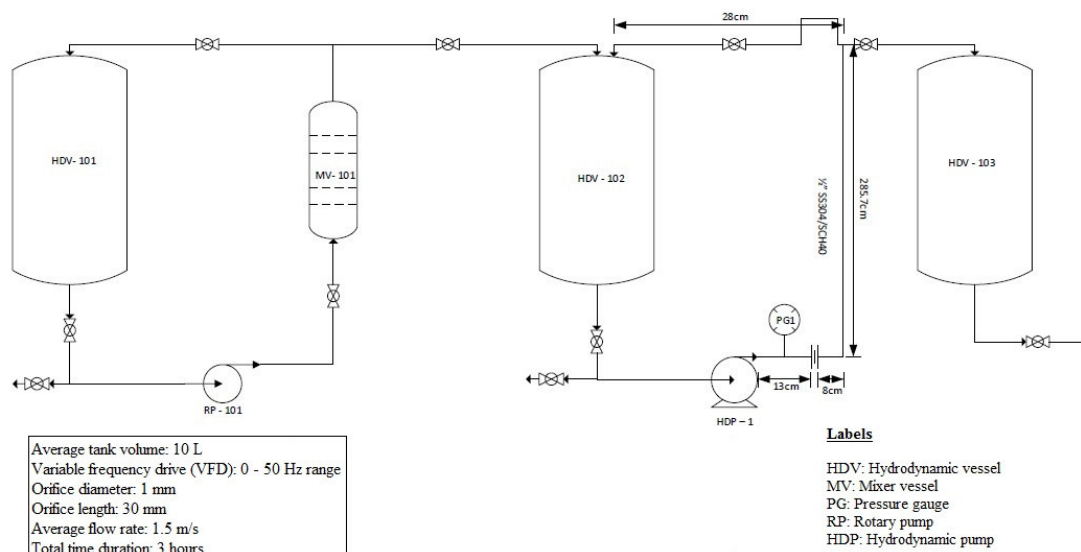 28cm
HDV- 101
MV- 101
HDV - 102
HDV - 103
½" SS304/SCH40
285.7cm
PG1
13cm
8cm
RP - 101
HDP – 1
Average tank volume: 10 L
Variable frequency drive (VFD): 0 - 50 Hz range
Orifice diameter: 1 mm
Orifice length: 30 mm
Average flow rate: 1.5 m/s
Total time duration: 3 hours
Labels
HDV: Hydrodynamic vessel
MV: Mixer vessel
PG: Pressure gauge
RP: Rotary pump
HDP: Hydrodynamic pump